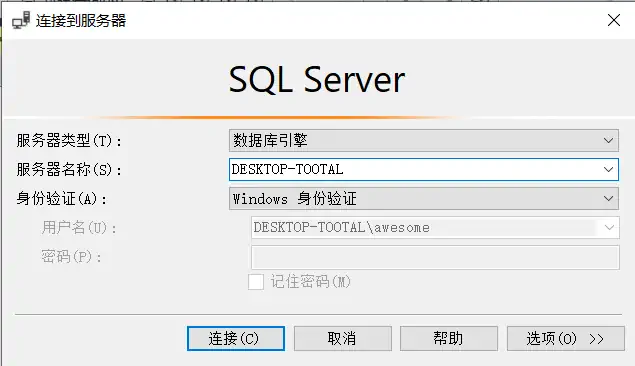 连接到服务器
SQL Server
服务器类型(T): 数据库引擎
服务器名称(S): DESKTOP-TOOTAL
身份验证(A): Windows 身份验证
用户名(U): DESKTOP-TOOTAL\awesome
密码(P):
记住密码(M)
连接(C) 取消 帮助 选项(O) >>